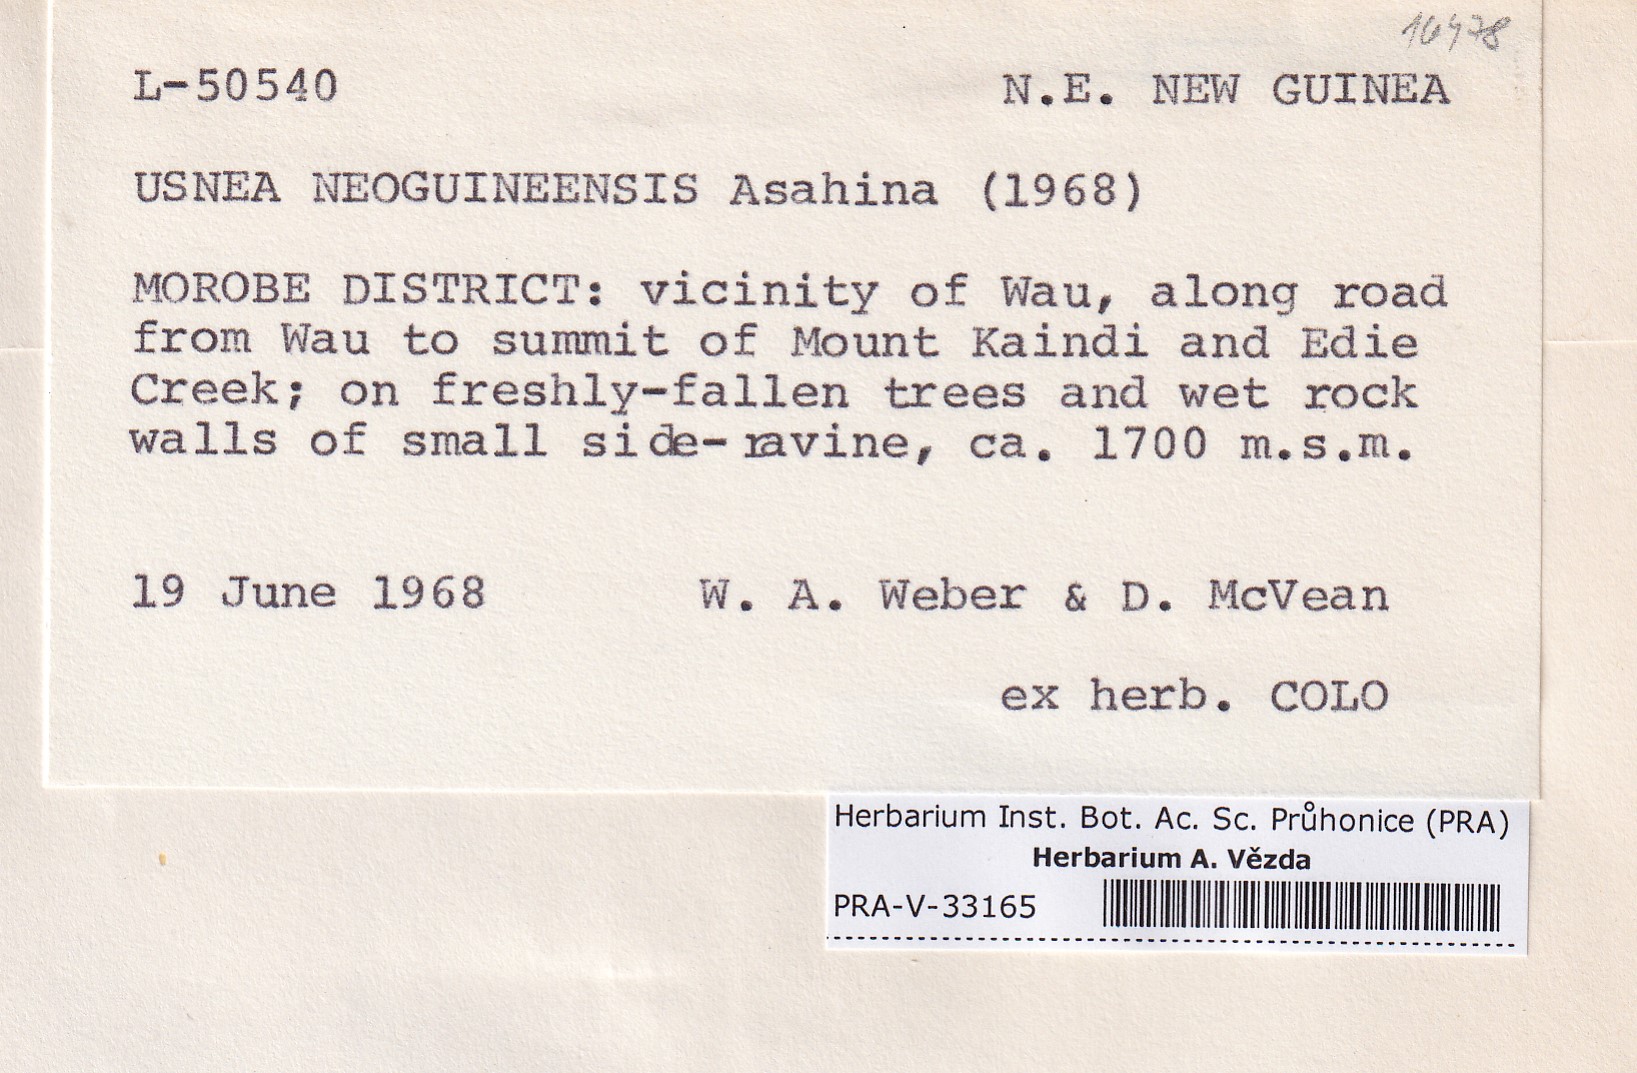 L-50540 N.E. NEW GUINEA
USNEA NEOGUINEENSIS Asahina (1968)
MOROBE DISTRICT: vicinity of Wau, along road
from Wau to summit of Mount Kaindi and Edie
Creek; on freshly-fallen trees and wet rock
walls of small side-ravine, ca. 1700 m.s.m.
19 June 1968 W. A. Weber & D. McVean
ex herb. COLO
Herbarium Inst. Bot. Ac. Sc. Průhonice (PRA)
Herbarium A. Vězda
PRA-V-33165